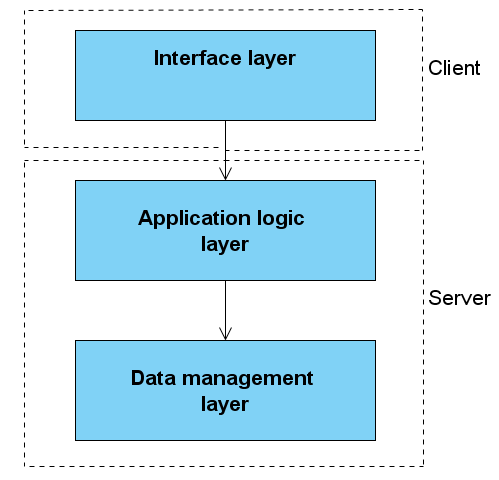 Interface layer
Client
Application logic
layer
Server
Data management
layer